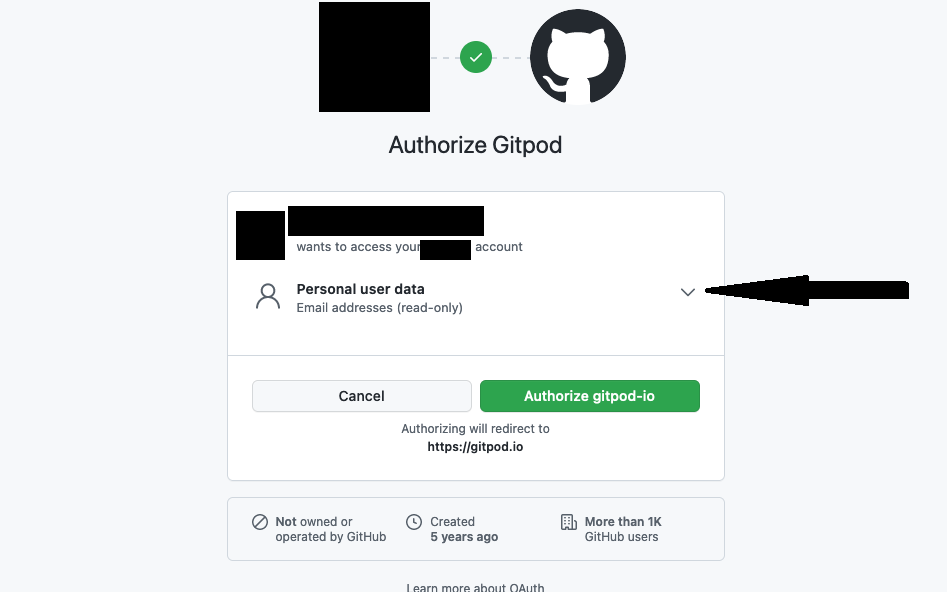 Authorize Gitpod
wants to access your account
Personal user data
Email addresses (read-only)
Cancel
Authorize gitpod-io
Authorizing will redirect to
https://gitpod.io
Not owned or
operated by GitHub
Created
5 years ago
More than 1K
GitHub users
Learn more about OAuth